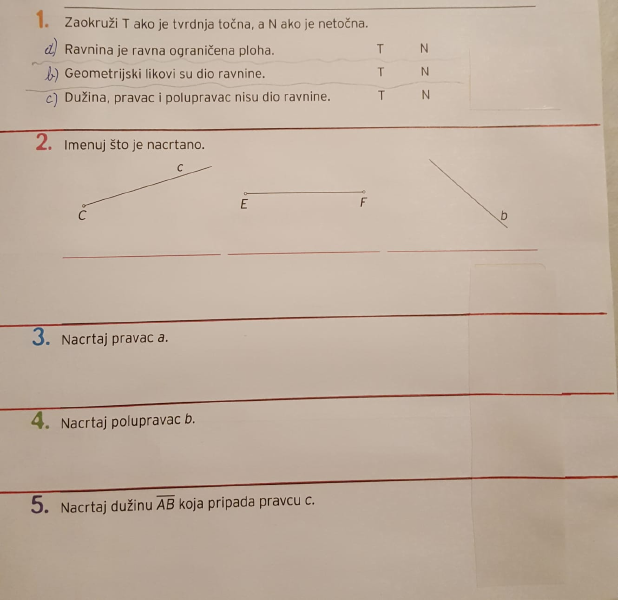 1. Zaokruži T ako je tvrdnja točna, a N ako je netočna.
a) Ravnina je ravna ograničena ploha. T N
b) Geometrijski likovi su dio ravnine. T N
c) Dužina, pravac i polupravac nisu dio ravnine. T N
2. Imenuj što je nacrtano.
c
C E F b
3. Nacrtaj pravac a.
4. Nacrtaj polupravac b.
5. Nacrtaj dužinu A̅B̅ koja pripada pravcu c.